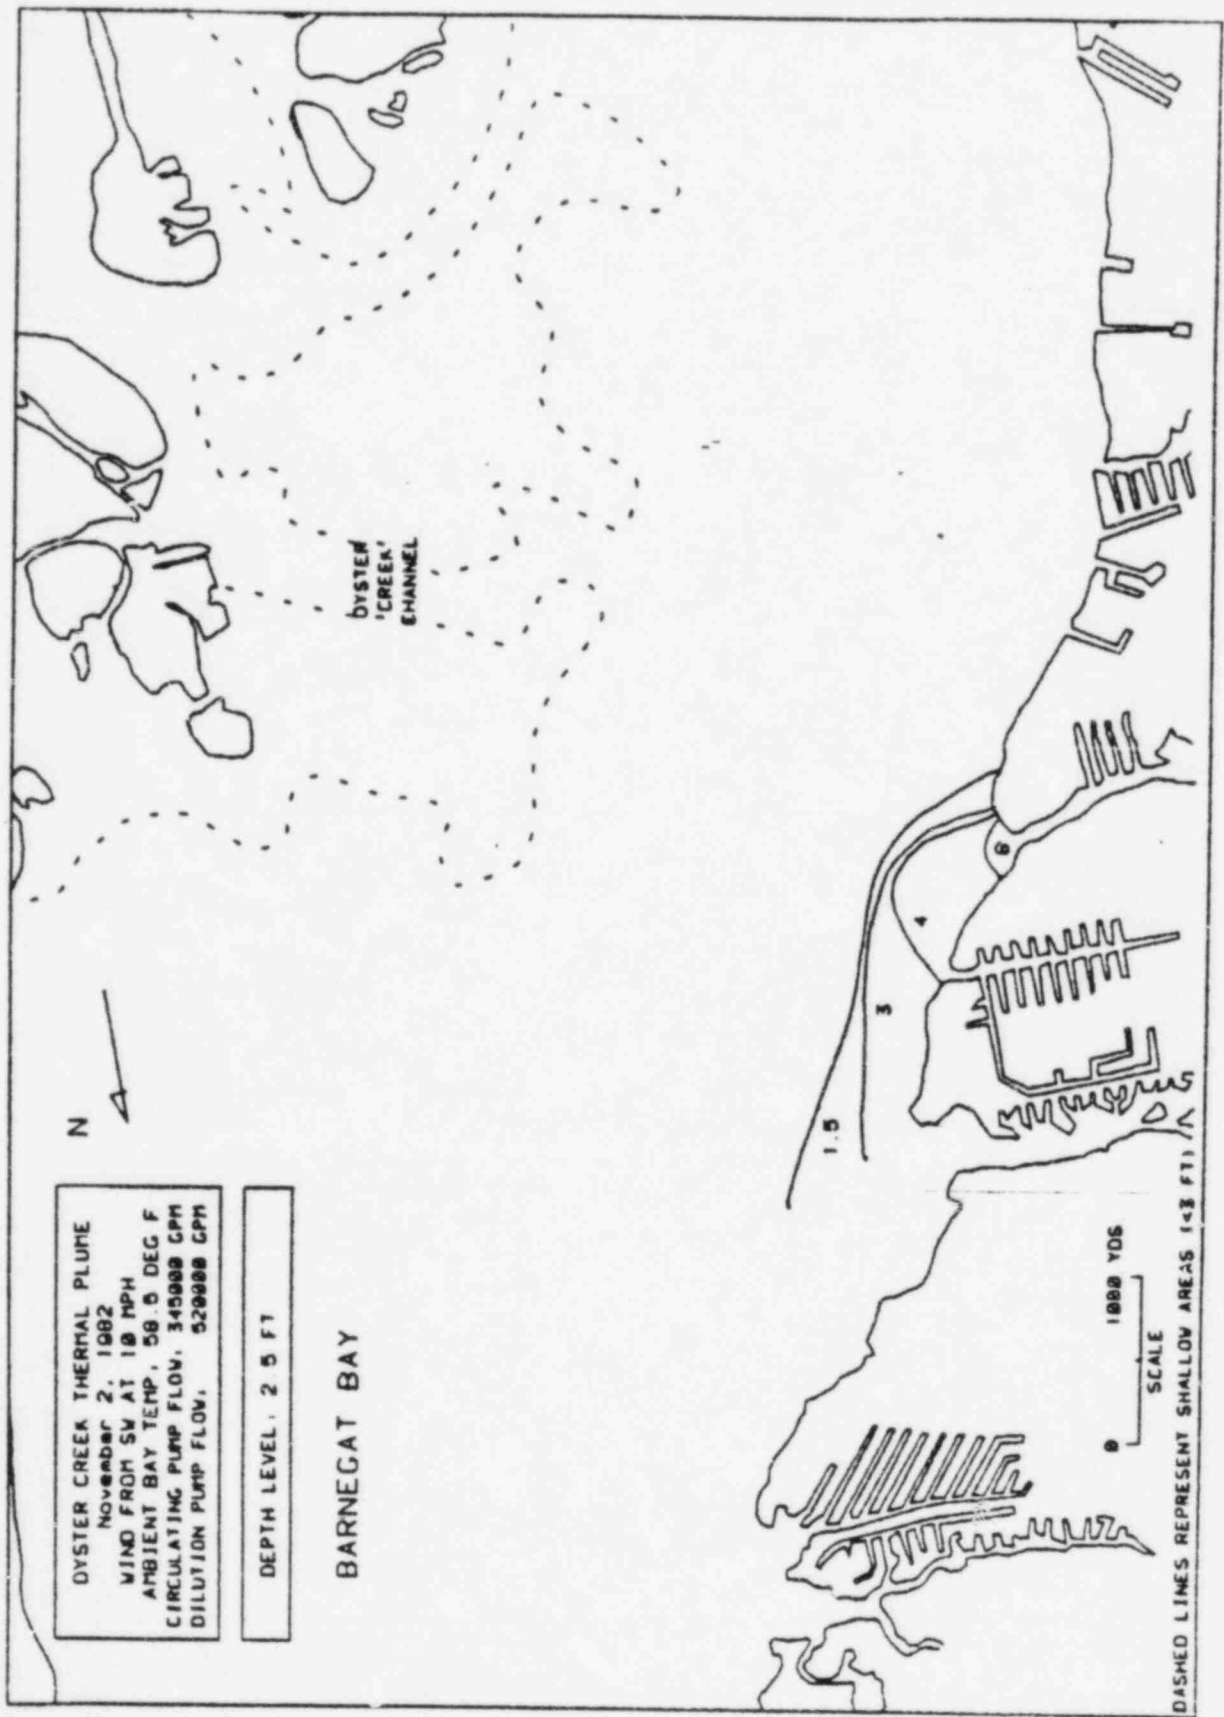 OYSTER CREEK THERMAL PLUME
November 2, 1982
WIND FROM SW AT 10 MPH
AMBIENT BAY TEMP, 58.5 DEG F
CIRCULATING PUMP FLOW, 345000 GPM
DILUTION PUMP FLOW, 520000 GPM
DEPTH LEVEL, 2.5 FT
BARNEGAT BAY
N
OYSTER
'CREEK'
CHANNEL
1.5
3
4
6
0 1000 YDS
SCALE
DASHED LINES REPRESENT SHALLOW AREAS (<3 FT)